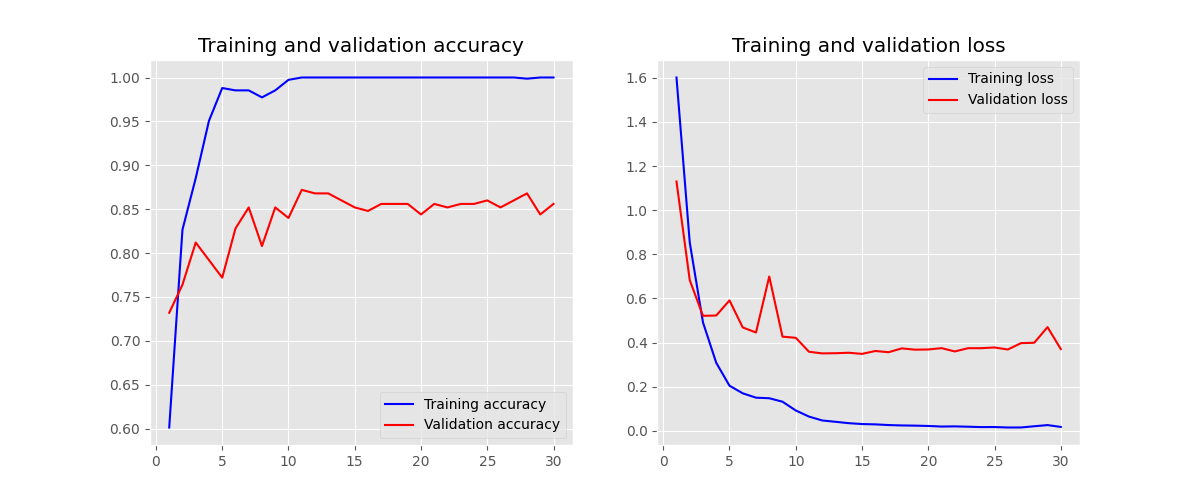 Training and validation accuracy
1.00
0.95
0.90
0.85
0.80
0.75
0.70
0.65
0.60
Training accuracy
Validation accuracy
0 5 10 15 20 25 30
Training and validation loss
1.6
1.4
1.2
1.0
0.8
0.6
0.4
0.2
0.0
Training loss
Validation loss
0 5 10 15 20 25 30